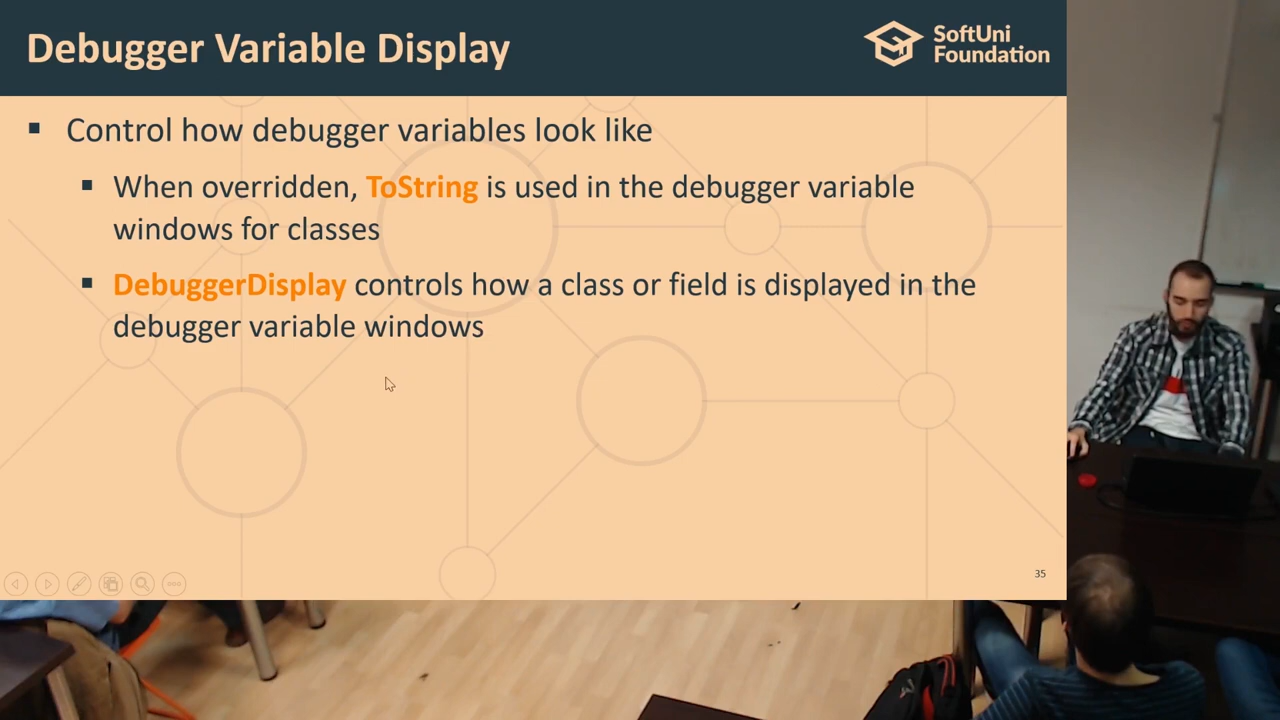 Debugger Variable Display
SoftUni
Foundation
Control how debugger variables look like
When overridden, ToString is used in the debugger variable
windows for classes
DebuggerDisplay controls how a class or field is displayed in the
debugger variable windows
35